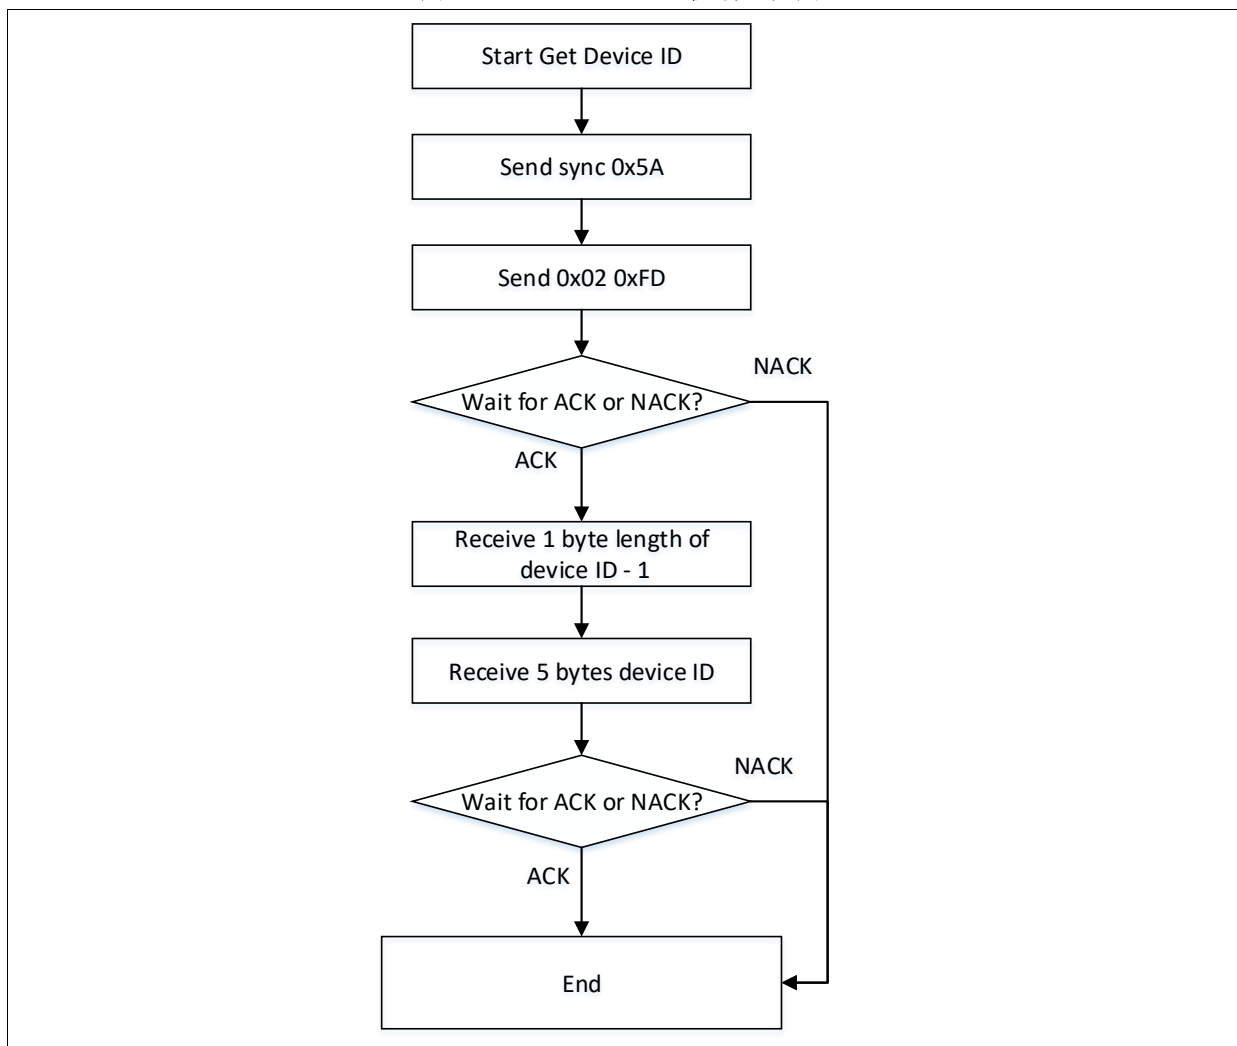 Start Get Device ID
Send sync 0x5A
Send 0x02 0xFD
NACK
Wait for ACK or NACK?
ACK
Receive 1 byte length of
device ID - 1
Receive 5 bytes device ID
NACK
Wait for ACK or NACK?
ACK
End